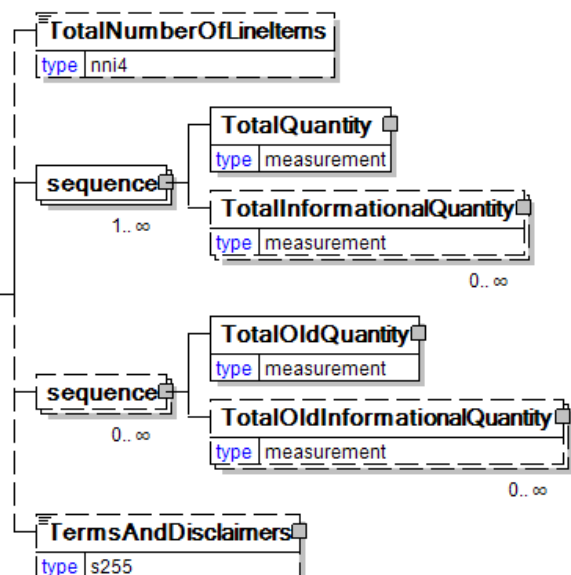 TotalNumberOfLineItems
type nni4
TotalQuantity
type measurement
sequence
1.. ∞
TotalInformationalQuantity
type measurement
0.. ∞
TotalOldQuantity
type measurement
sequence
0.. ∞
TotalOldInformationalQuantity
type measurement
0.. ∞
TermsAndDisclaimers
type s255